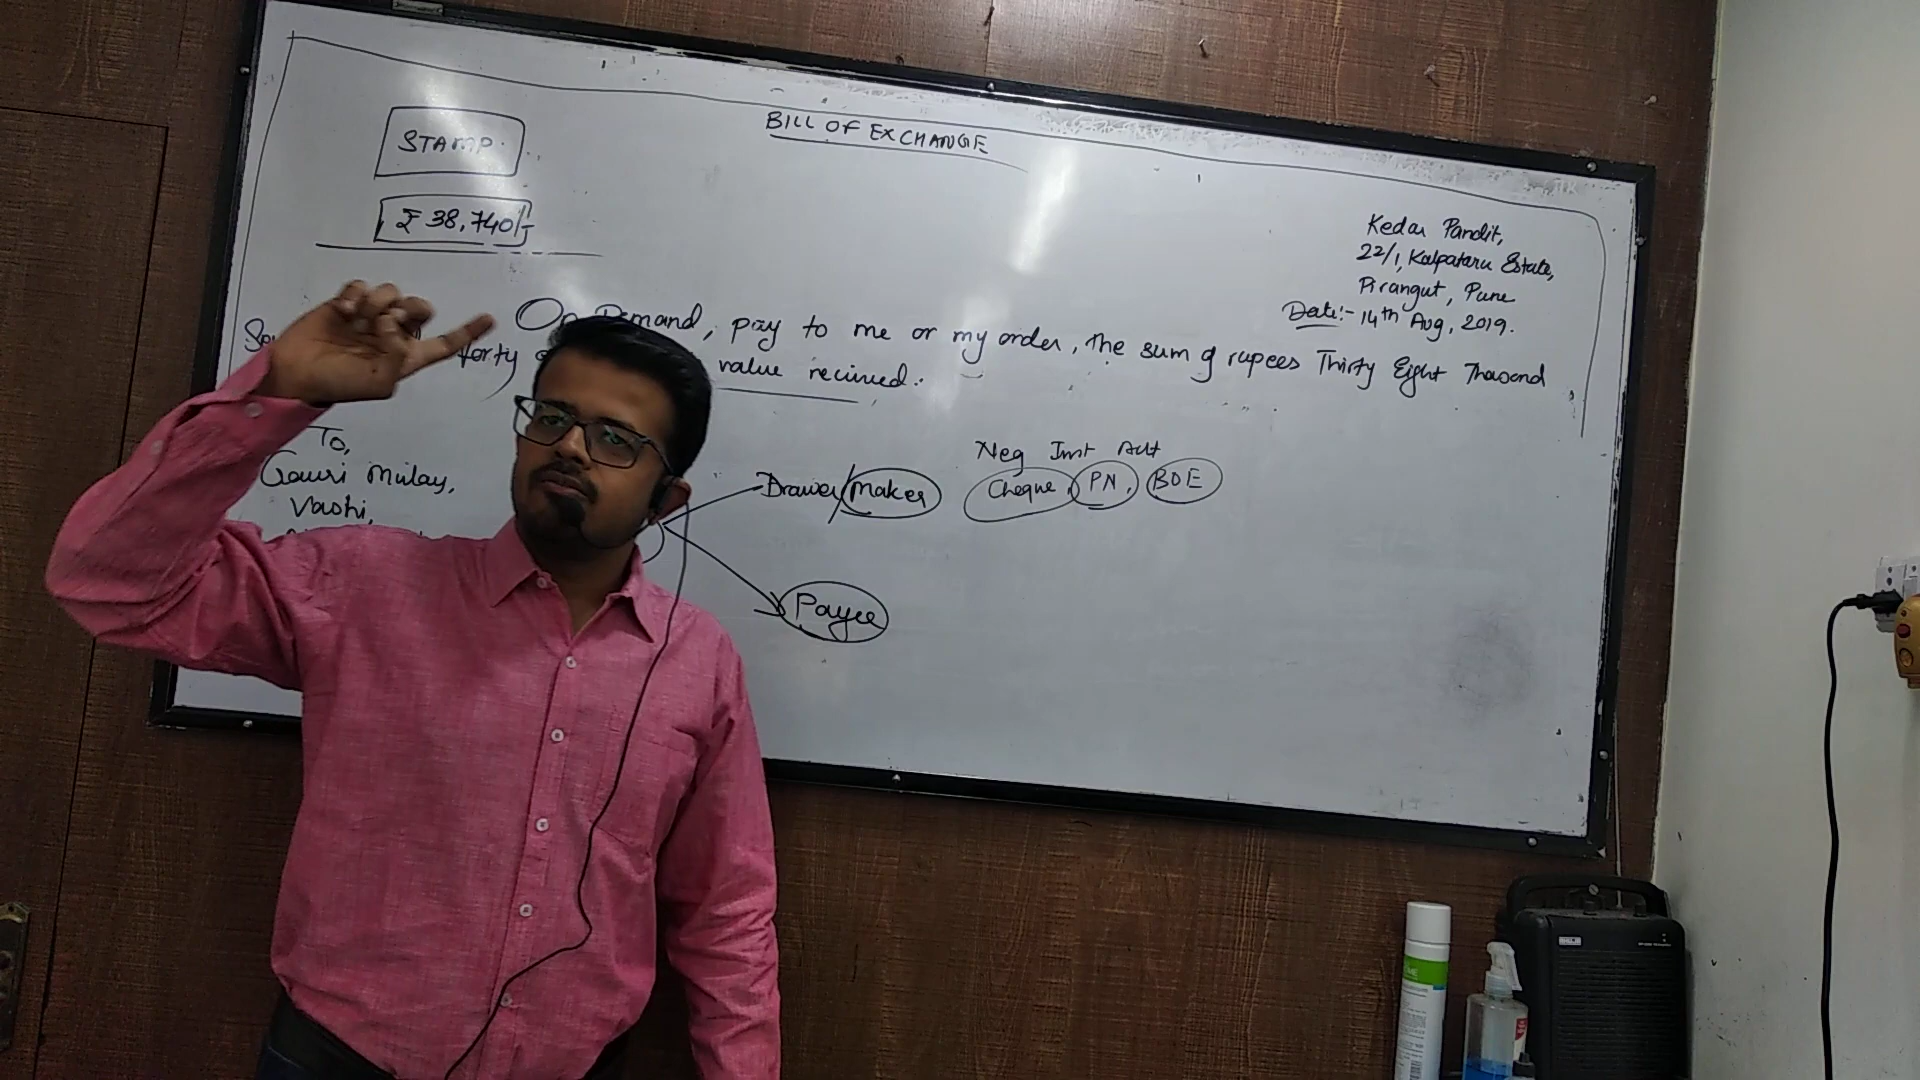 BILL OF EXCHANGE
STAMP
₹ 38,740/-
Kedar Pandit,
22/1, Kalpataru Estate,
Pirangut, Pune
Date:- 14th Aug, 2019.
On Demand, pay to me or my order, the sum of rupees Thirty Eight Thousand
forty value recieved.
To,
Gauri Mulay,
Vashi,
Drawer/Maker
Payee
Neg Inst Act
Cheque, PN, BOE